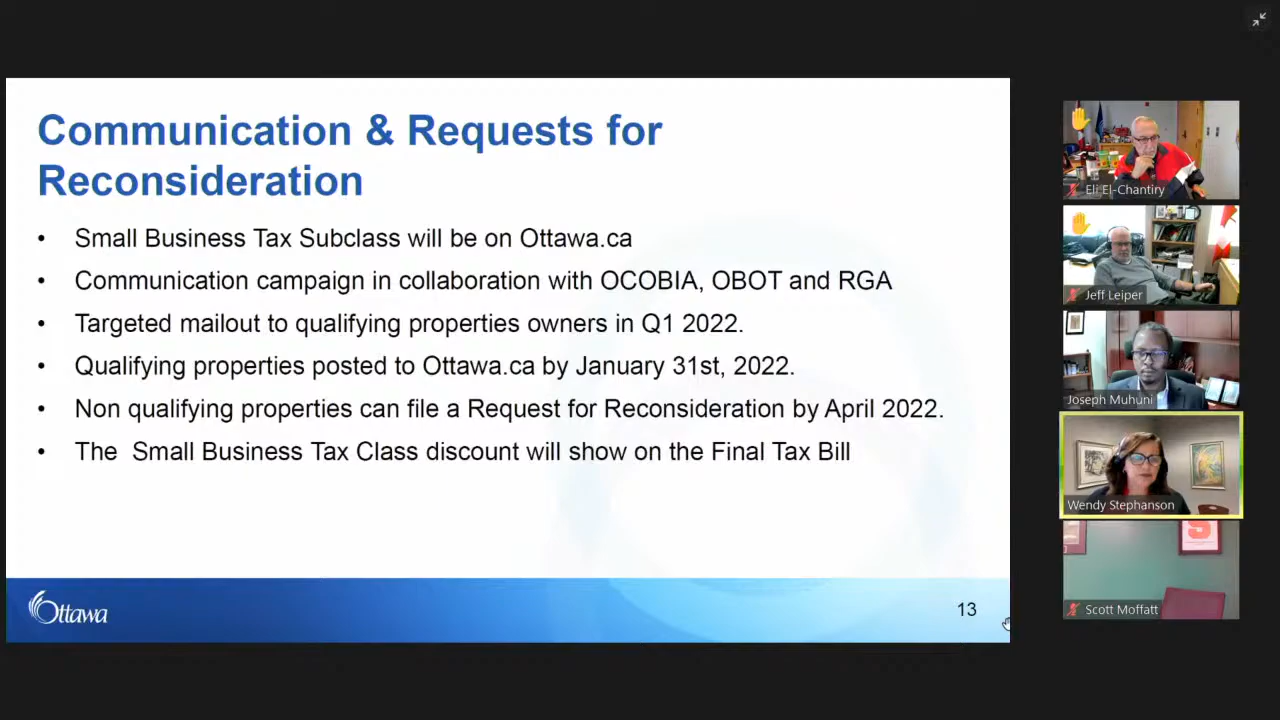 Communication & Requests for
Reconsideration
• Small Business Tax Subclass will be on Ottawa.ca
• Communication campaign in collaboration with OCOBIA, OBOT and RGA
• Targeted mailout to qualifying properties owners in Q1 2022.
• Qualifying properties posted to Ottawa.ca by January 31st, 2022.
• Non qualifying properties can file a Request for Reconsideration by April 2022.
• The  Small Business Tax Class discount will show on the Final Tax Bill
Ottawa
13
Eli El-Chantiry
Jeff Leiper
Joseph Muhuni
Wendy Stephanson
Scott Moffatt